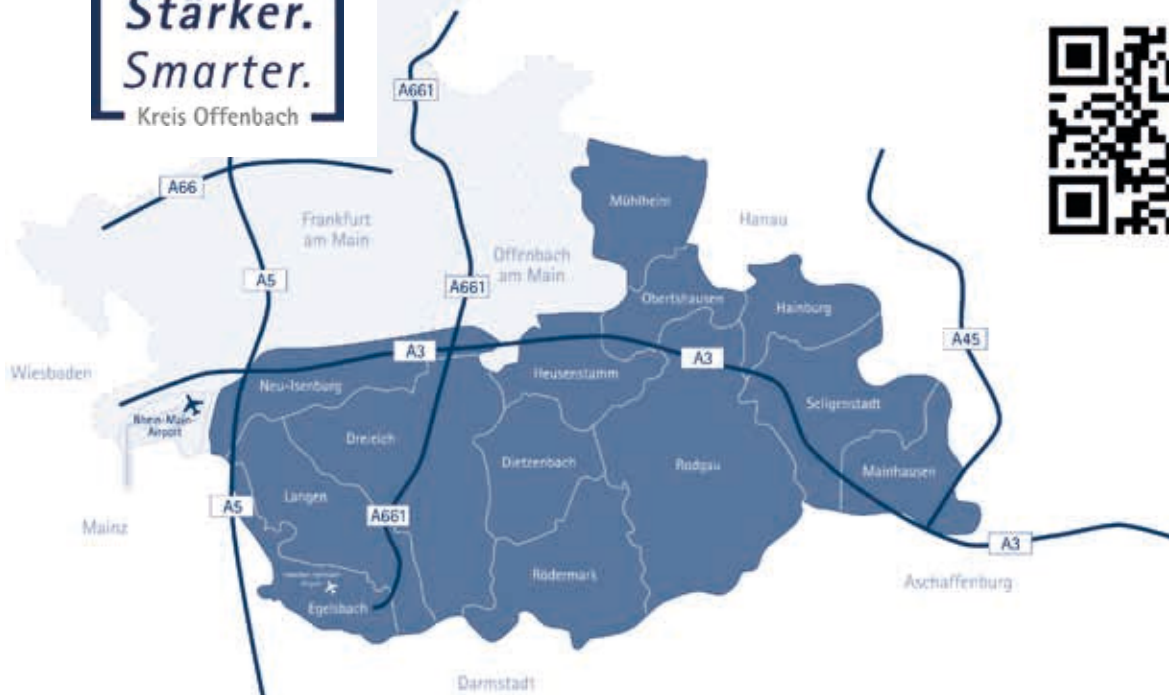 Stärker.
Smarter.
Kreis Offenbach
A661
A66
Mühlheim
Frankfurt
am Main
Hanau
Offenbach
am Main
A5
A661
Obertshausen
Hainburg
A45
A3
A3
Wiesbaden
Neu-Isenburg
Heusenstamm
Seligenstadt
Rhein-Main-
Airport
Dreieich
Dietzenbach
Rodgau
Mainhausen
Langen
A5
A661
Mainz
A3
Rödermark
Aschaffenburg
Egelsbach
Darmstadt